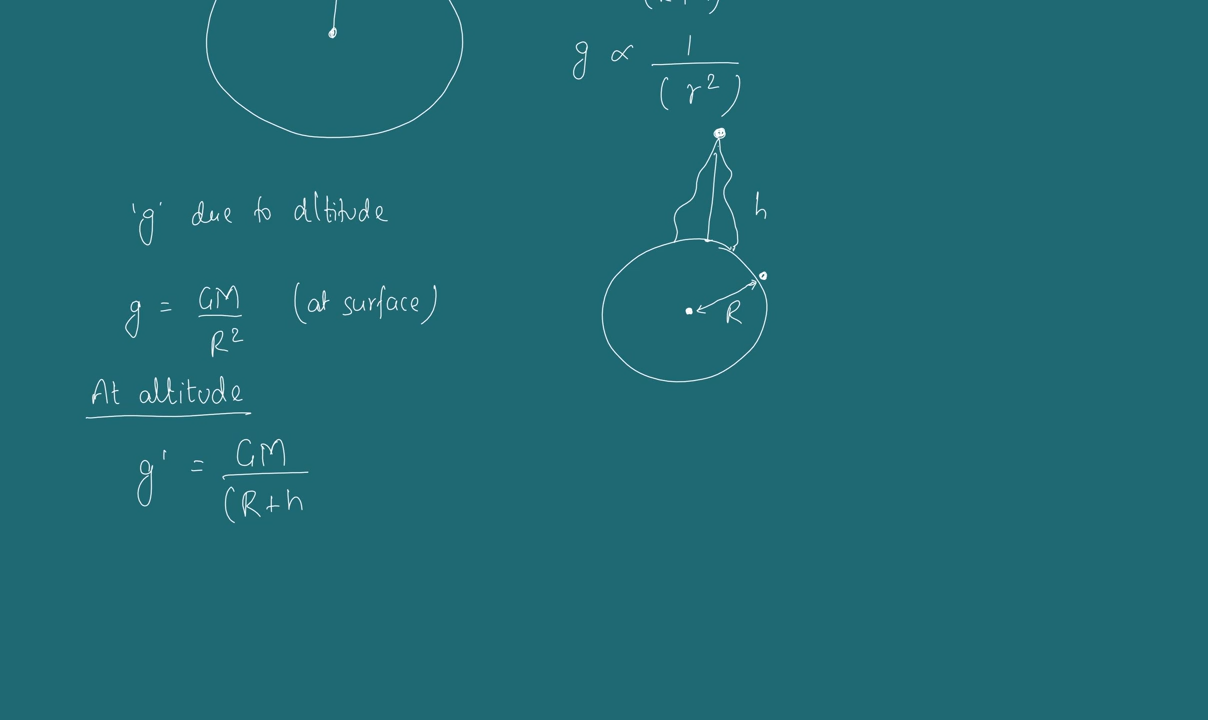 g ∝ 1/(r²)
h
R
'g' due to altitude
g = GM/R² (at surface)
At altitude
g' = GM/(R+h